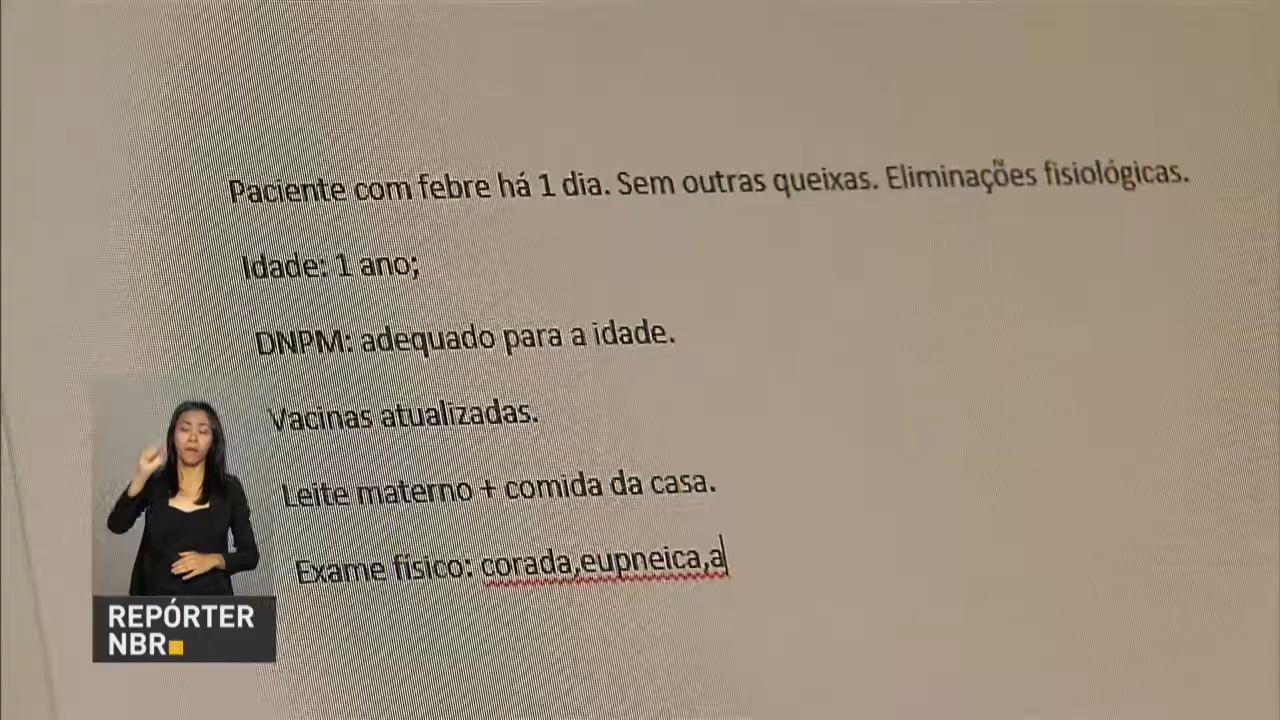 Paciente com febre há 1 dia. Sem outras queixas. Eliminações fisiológicas.
Idade: 1 ano;
DNPM: adequado para a idade.
Vacinas atualizadas.
Leite materno + comida da casa.
Exame físico: corada,eupneica,a
REPÓRTER
NBR